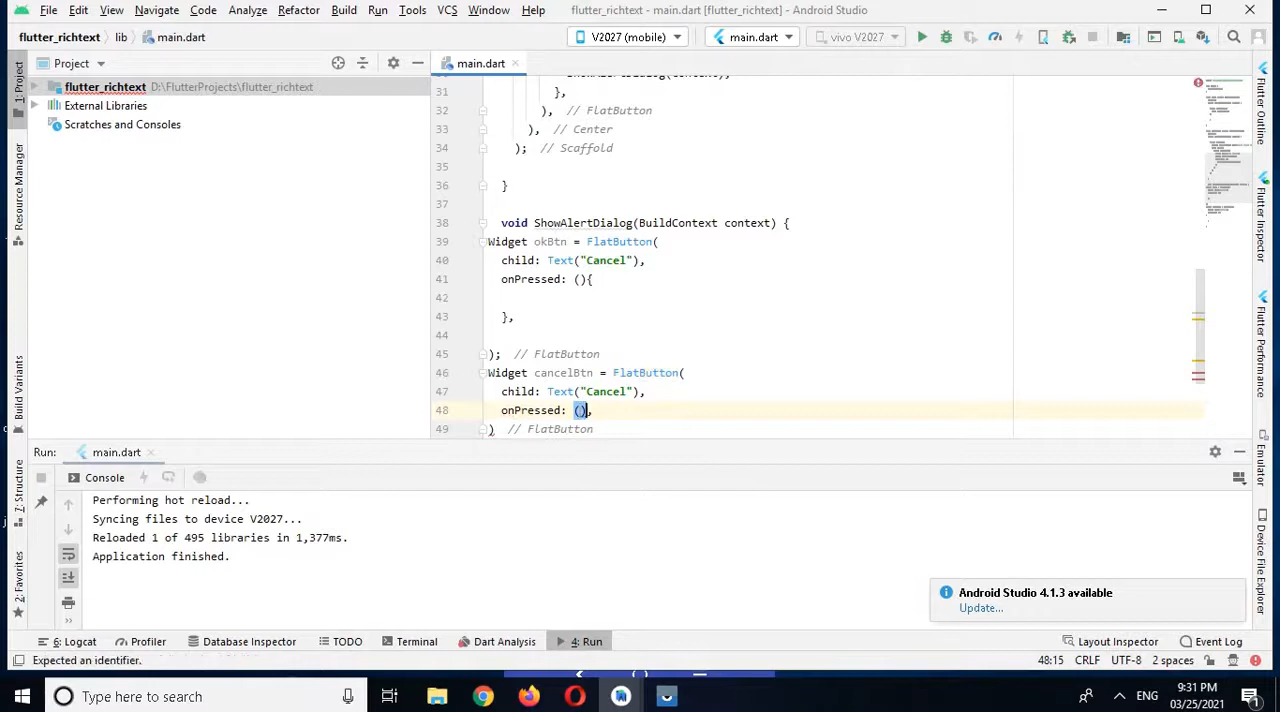 File Edit View Navigate Code Analyze Refactor Build Run Tools VCS Window Help flutter_richtext - main.dart [flutter_richtext] - Android Studio
flutter_richtext lib main.dart V2027 (mobile) main.dart vivo V2027
1: Project
Project
main.dart
flutter_richtext D:\FlutterProjects\flutter_richtext
External Libraries
Scratches and Consoles
31 },
32 ), // FlatButton
33 ), // Center
34 ); // Scaffold
35
36 }
37
38 void ShowAlertDialog(BuildContext context) {
39 Widget okBtn = FlatButton(
40 child: Text("Cancel"),
41 onPressed: (){
42
43 },
44
45 ); // FlatButton
46 Widget cancelBtn = FlatButton(
47 child: Text("Cancel"),
48 onPressed: (),
49 ) // FlatButton
Resource Manager
Build Variants
7: Structure
2: Favorites
Flutter Outline
Flutter Inspector
Flutter Performance
Emulator
Device File Explorer
Run: main.dart
Console
Performing hot reload...
Syncing files to device V2027...
Reloaded 1 of 495 libraries in 1,377ms.
Application finished.
Android Studio 4.1.3 available
Update...
6: Logcat Profiler Database Inspector TODO Terminal Dart Analysis 4: Run Layout Inspector Event Log
Expected an identifier. 48:15 CRLF UTF-8 2 spaces
Type here to search
ENG
9:31 PM
03/25/2021
1